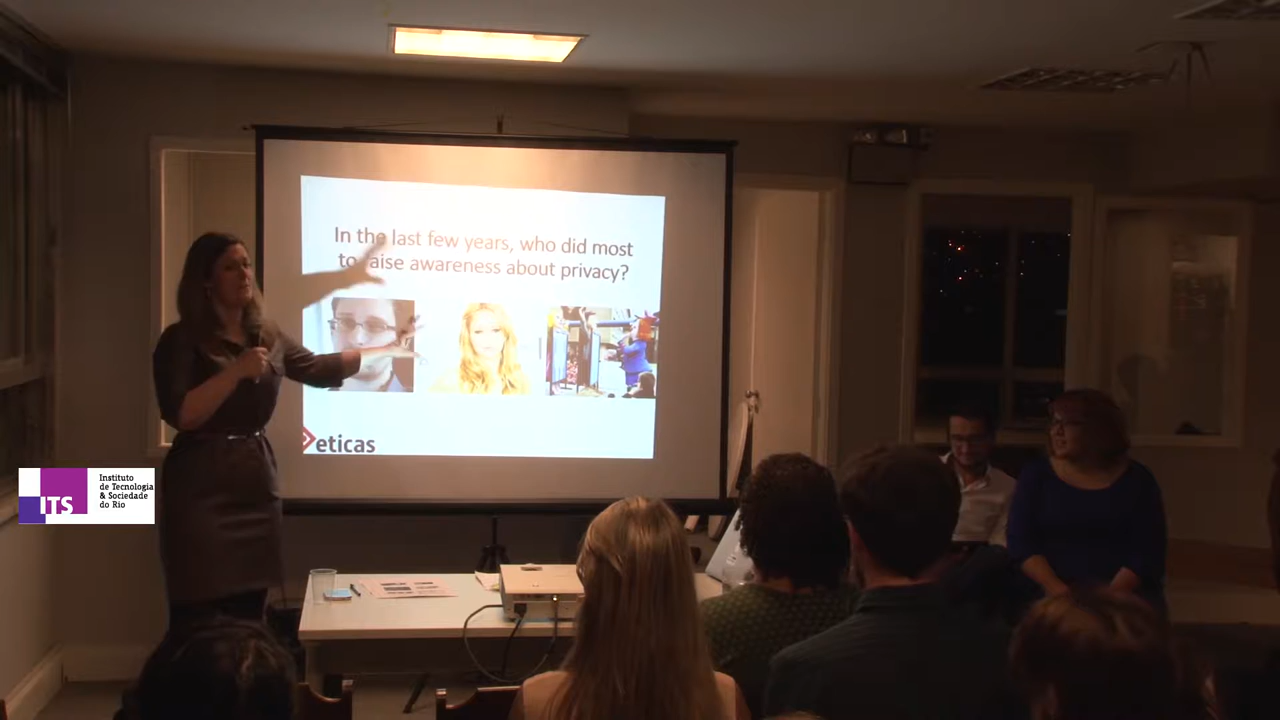 In the last few years, who did most
to raise awareness about privacy?
eticas
ITS
Instituto
de Tecnologia
& Sociedade
do Rio